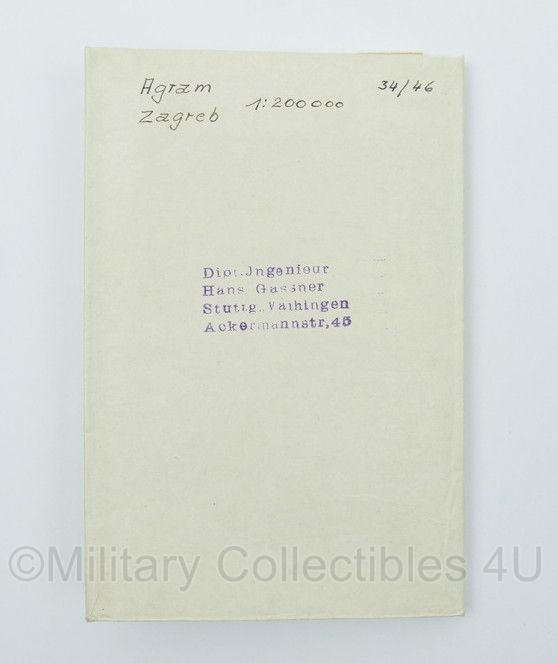 Agram
Zagreb 1:200000
34/46
Dipl.Jngenieur
Hans Gassner
Stuttg.,Vaihingen
Ackermannstr,45
©Military Collectibles 4U